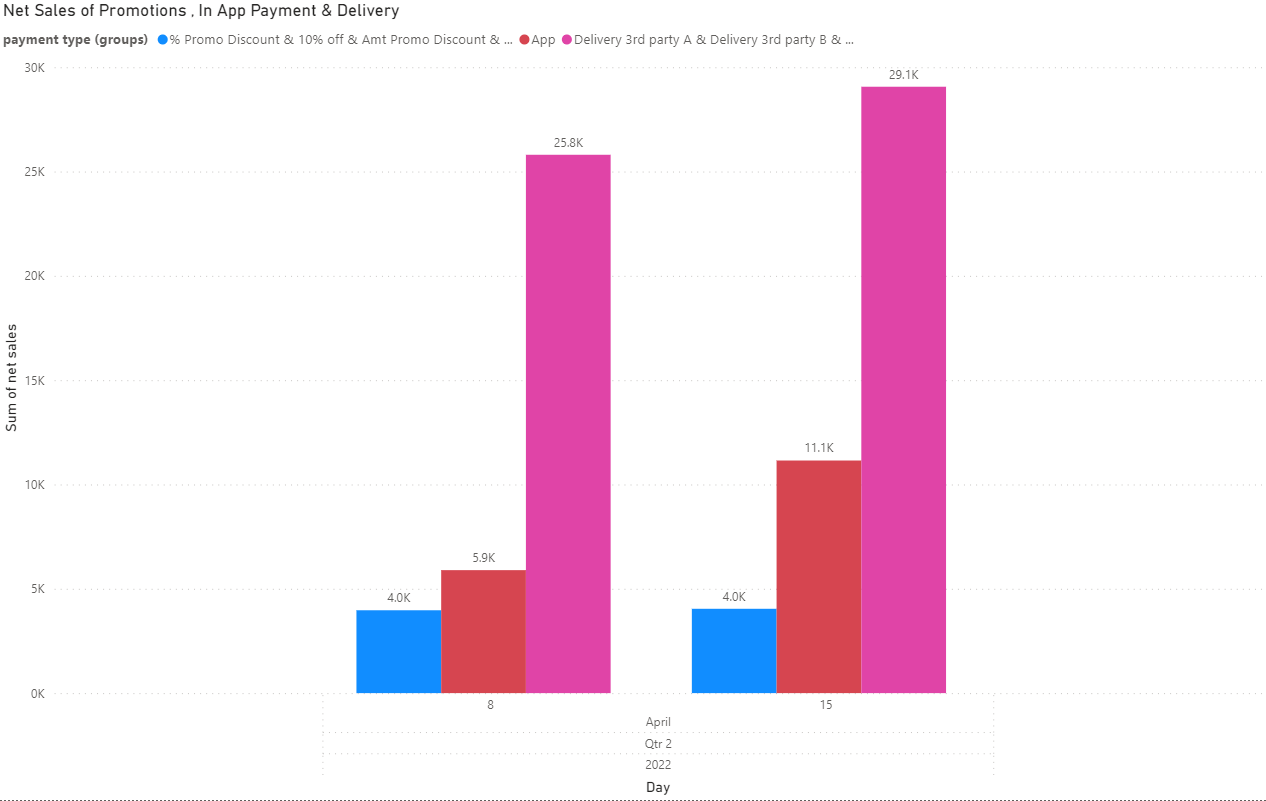 Net Sales of Promotions , In App Payment & Delivery
payment type (groups) % Promo Discount & 10% off & Amt Promo Discount & ... App Delivery 3rd party A & Delivery 3rd party B & ...
30K
29.1K
25.8K
25K
20K
Sum of net sales
15K
11.1K
10K
5.9K
5K
4.0K
4.0K
0K
8
15
April
Qtr 2
2022
Day